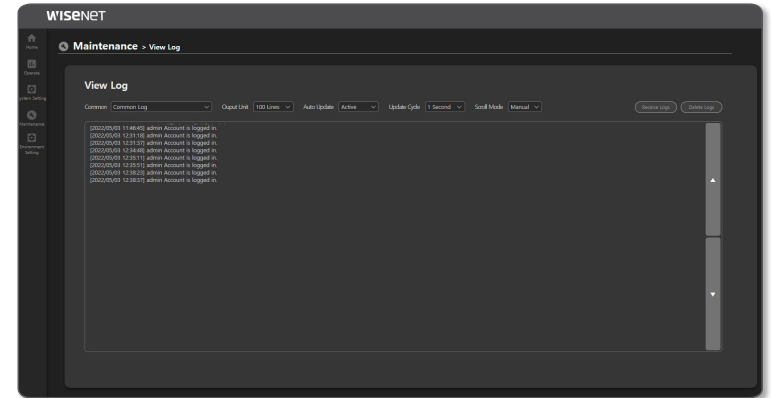 WISENET
Home
Operate
System Setting
Maintenance
Environment
Setting
Maintenance > View Log
View Log
Common Common Log Ouput Unit 100 Lines Auto Update Active Update Cycle 1 Second Scroll Mode Manual Receive Logs Delete Logs
[2022/05/03 11:46:45] admin Account is logged in.
[2022/05/03 12:31:18] admin Account is logged in.
[2022/05/03 12:31:37] admin Account is logged in.
[2022/05/03 12:34:48] admin Account is logged in.
[2022/05/03 12:35:11] admin Account is logged in.
[2022/05/03 12:35:51] admin Account is logged in.
[2022/05/03 12:38:23] admin Account is logged in.
[2022/05/03 12:38:37] admin Account is logged in.